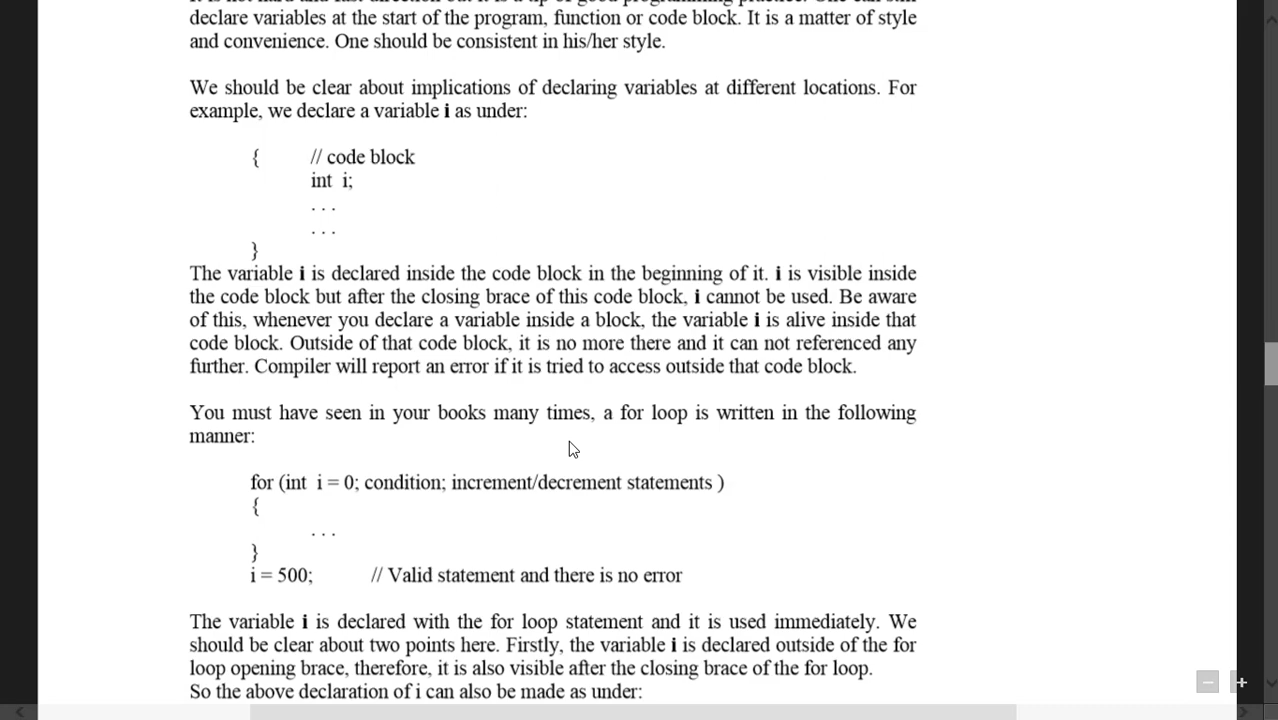 declare variables at the start of the program, function or code block. It is a matter of style
and convenience. One should be consistent in his/her style.
We should be clear about implications of declaring variables at different locations. For
example, we declare a variable i as under:
{ // code block
int i;
. . .
. . .
}
The variable i is declared inside the code block in the beginning of it. i is visible inside
the code block but after the closing brace of this code block, i cannot be used. Be aware
of this, whenever you declare a variable inside a block, the variable i is alive inside that
code block. Outside of that code block, it is no more there and it can not referenced any
further. Compiler will report an error if it is tried to access outside that code block.
You must have seen in your books many times, a for loop is written in the following
manner:
for (int i = 0; condition; increment/decrement statements )
{
. . .
}
i = 500; // Valid statement and there is no error
The variable i is declared with the for loop statement and it is used immediately. We
should be clear about two points here. Firstly, the variable i is declared outside of the for
loop opening brace, therefore, it is also visible after the closing brace of the for loop.
So the above declaration of i can also be made as under: